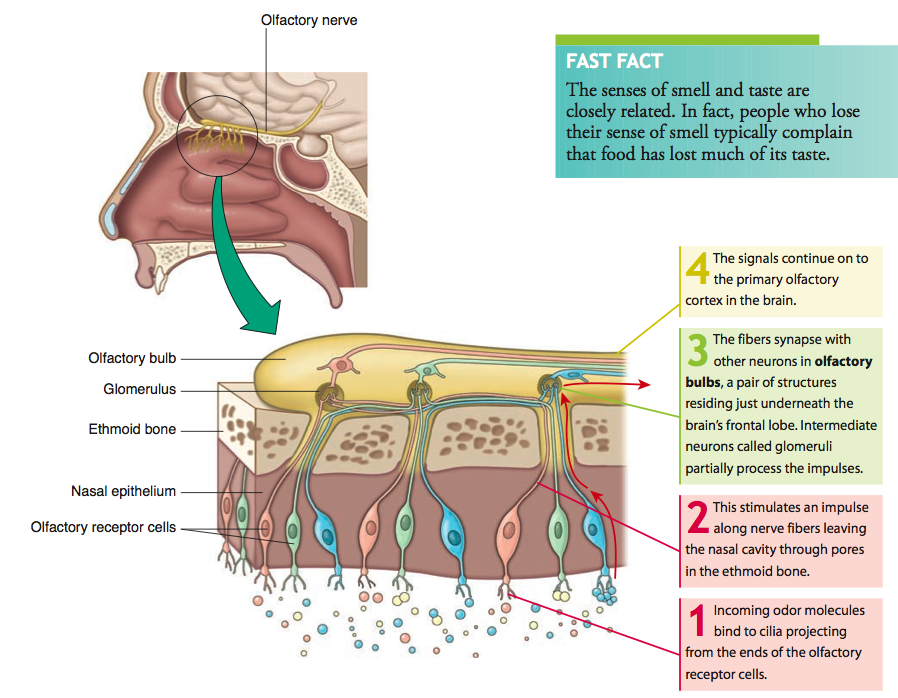 Olfactory nerve
FAST FACT
The senses of smell and taste are
closely related. In fact, people who lose
their sense of smell typically complain
that food has lost much of its taste.
4 The signals continue on to
the primary olfactory
cortex in the brain.
3 The fibers synapse with
other neurons in olfactory
bulbs, a pair of structures
residing just underneath the
brain's frontal lobe. Intermediate
neurons called glomeruli
partially process the impulses.
2 This stimulates an impulse
along nerve fibers leaving
the nasal cavity through pores
in the ethmoid bone.
1 Incoming odor molecules
bind to cilia projecting
from the ends of the olfactory
receptor cells.
Olfactory bulb
Glomerulus
Ethmoid bone
Nasal epithelium
Olfactory receptor cells